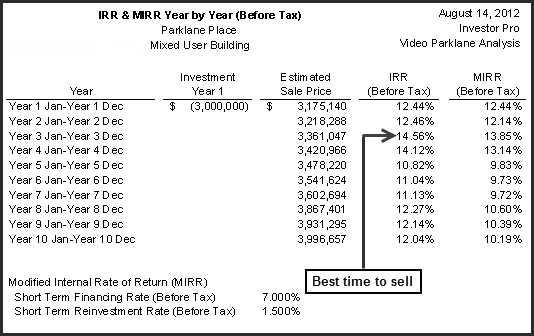 IRR & MIRR Year by Year (Before Tax)
Parklane Place
Mixed User Building
August 14, 2012
Investor Pro
Video Parklane Analysis
Investment Estimated IRR MIRR
Year Year 1 Sale Price (Before Tax) (Before Tax)
Year 1 Jan-Year 1 Dec $ (3,000,000) $ 3,175,140 12.44% 12.44%
Year 2 Jan-Year 2 Dec 3,218,288 12.46% 12.14%
Year 3 Jan-Year 3 Dec 3,361,047 14.56% 13.85%
Year 4 Jan-Year 4 Dec 3,420,966 14.12% 13.14%
Year 5 Jan-Year 5 Dec 3,478,220 10.82% 9.83%
Year 6 Jan-Year 6 Dec 3,541,624 11.04% 9.73%
Year 7 Jan-Year 7 Dec 3,602,694 11.13% 9.72%
Year 8 Jan-Year 8 Dec 3,867,401 12.27% 10.60%
Year 9 Jan-Year 9 Dec 3,931,295 12.14% 10.39%
Year 10 Jan-Year 10 Dec 3,996,657 12.04% 10.19%
Best time to sell
Modified Internal Rate of Return (MIRR)
Short Term Financing Rate (Before Tax) 7.000%
Short Term Reinvestment Rate (Before Tax) 1.500%